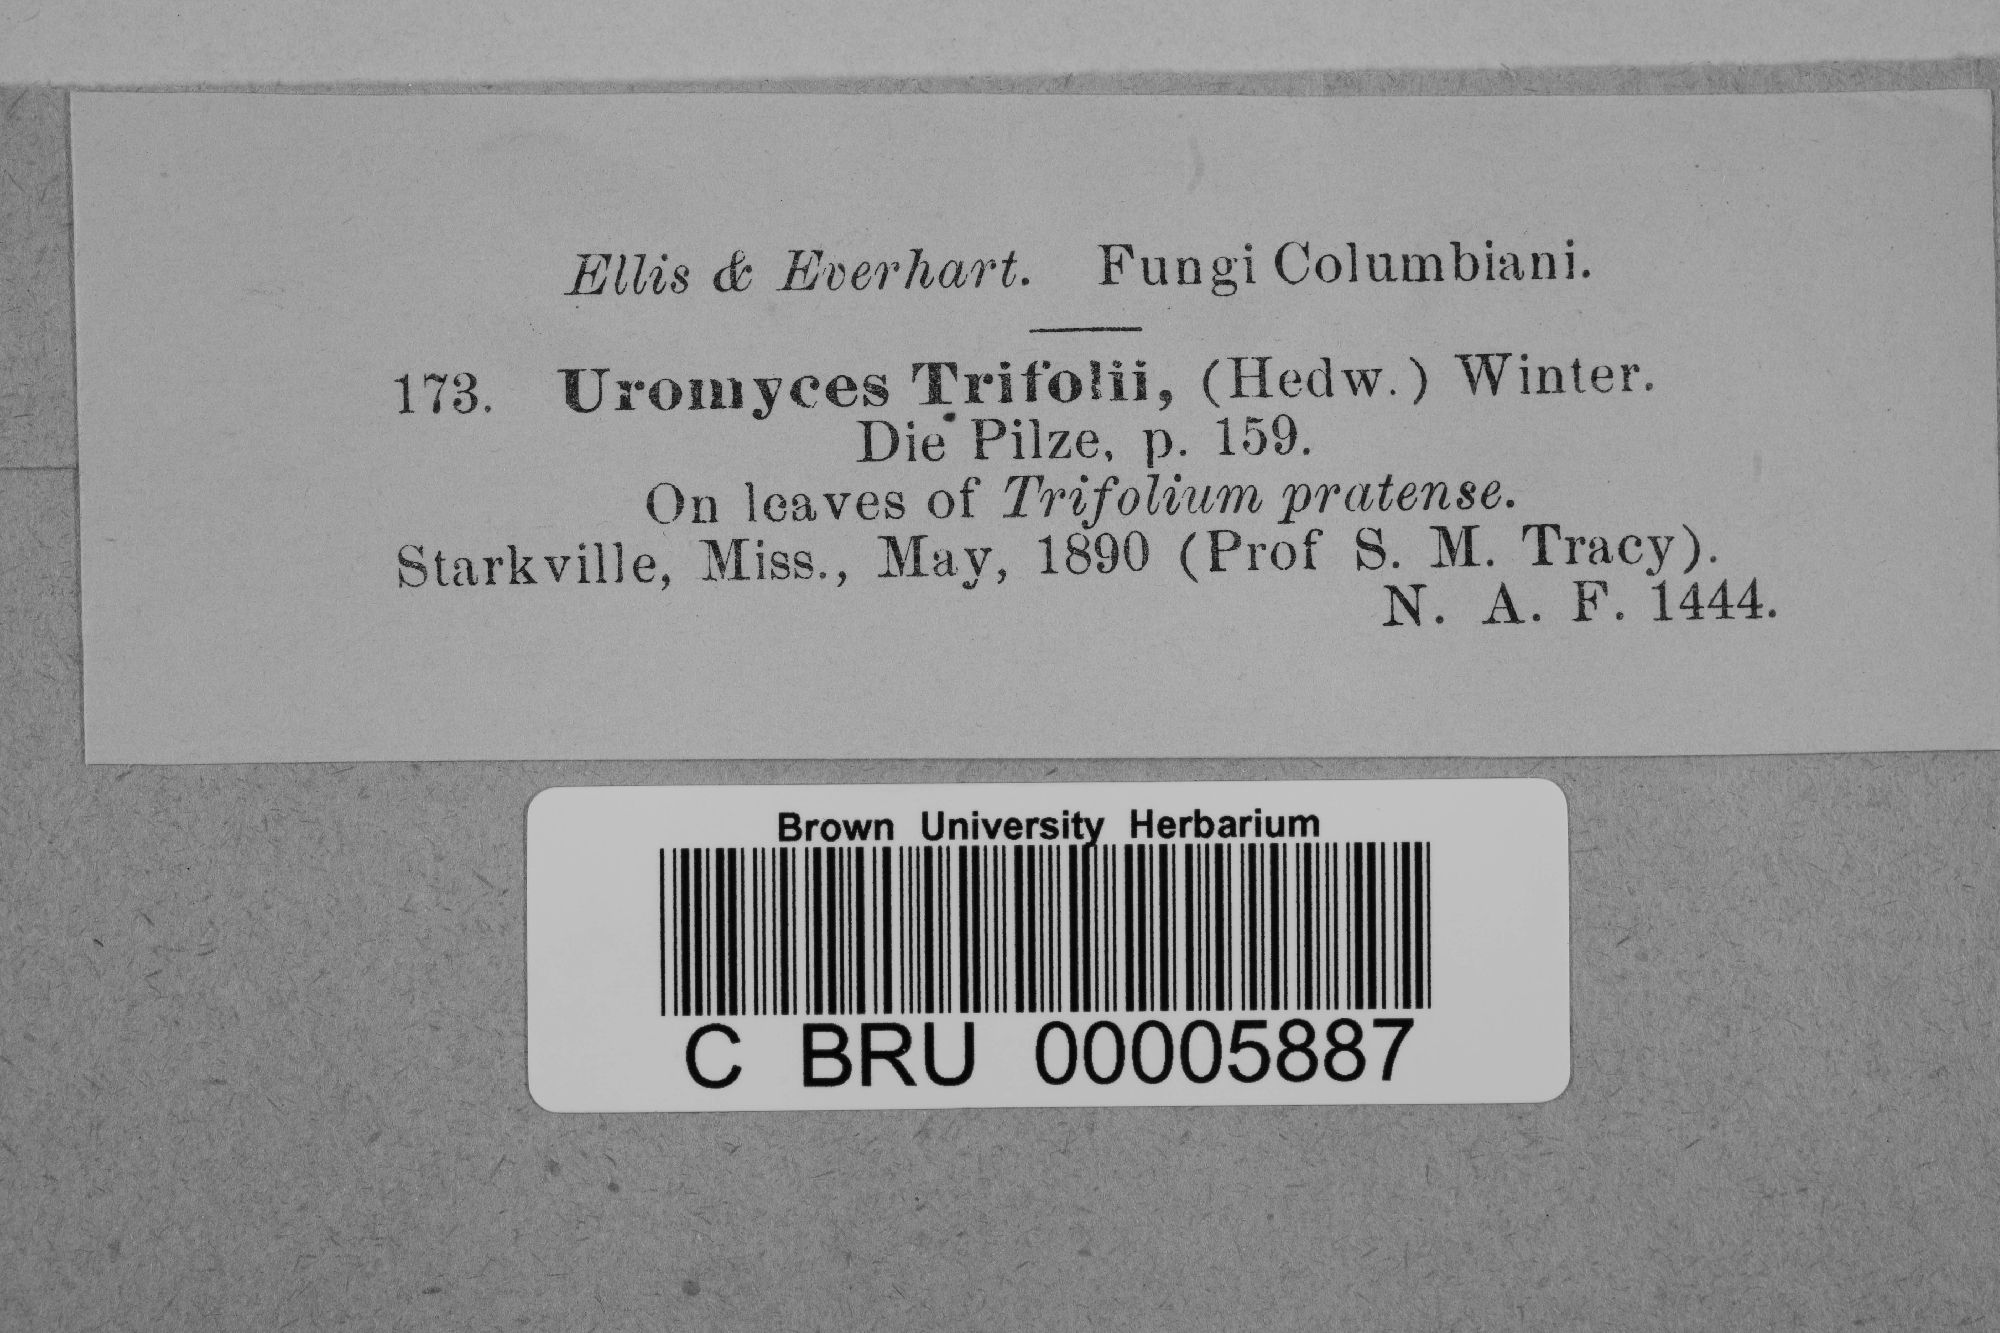 Ellis & Everhart. Fungi Columbiani.
173. Uromyces Trifolii, (Hedw.) Winter.
Die Pilze, p. 159.
On leaves of Trifolium pratense.
Starkville, Miss., May, 1890 (Prof S. M. Tracy).
N. A. F. 1444.
Brown University Herbarium
C BRU 00005887